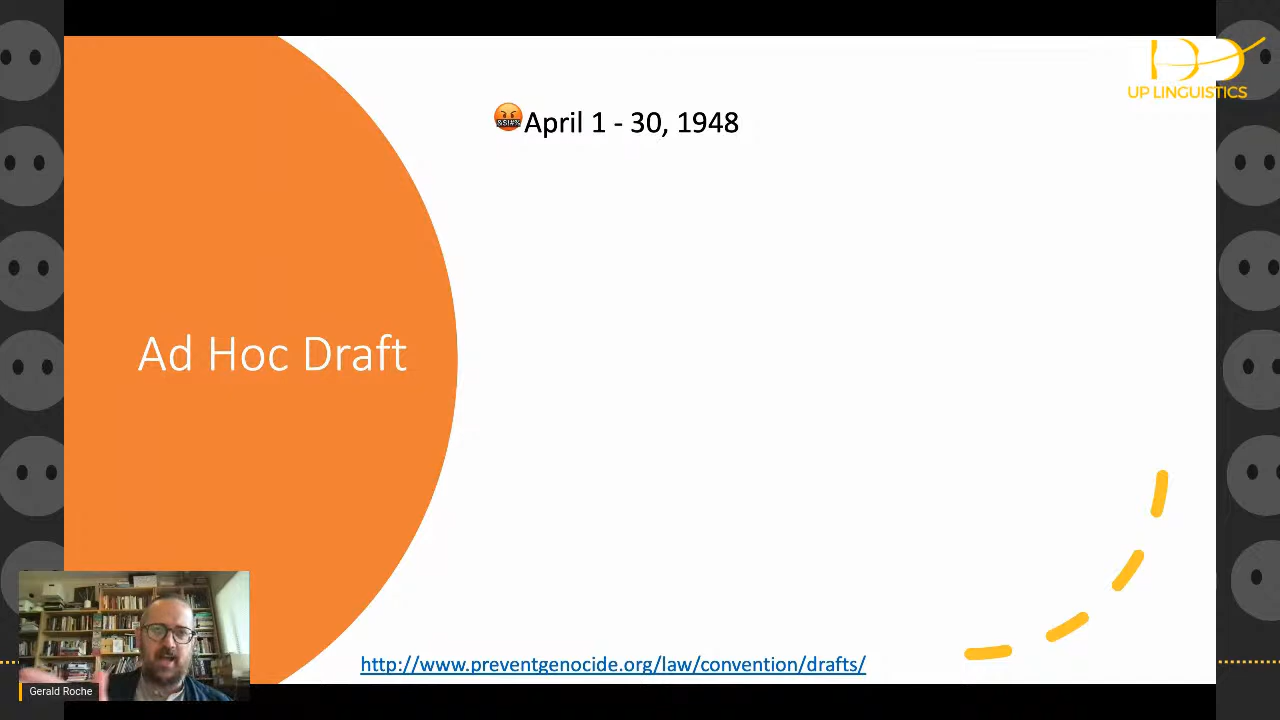 UP LINGUISTICS
April 1 - 30, 1948
Ad Hoc Draft
http://www.preventgenocide.org/law/convention/drafts/
Gerald Roche